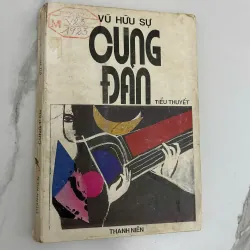 VŨ HỮU SỰ
CUNG
ĐÀN
TIỂU THUYẾT
THANH NIÊN